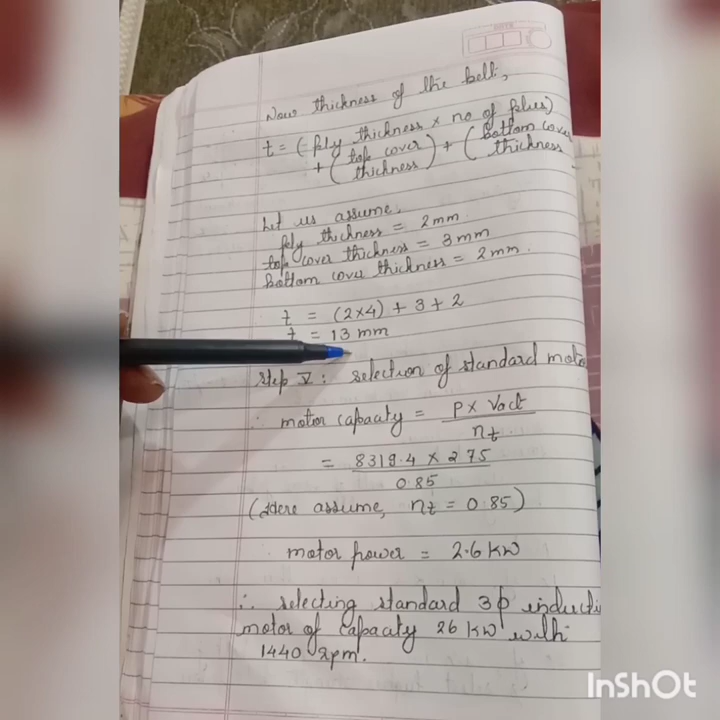 Now thickness of the belt,
t = (ply thickness × no of plies)
+ (top cover thickness) + (bottom cover thickness
Let us assume,
ply thickness = 2mm
top cover thickness = 3mm
bottom cover thickness = 2mm.
t = (2×4) + 3 + 2
t = 13 mm
Step V: selection of standard moto
∴ motor capacity = P × Vact / ηt
= 8319.4 × 2.75 / 0.85
(Here assume, ηt = 0.85)
motor power = 2.6 KW
∴ selecting standard 3φ inducti
motor of capacity 26 KW with
1440 rpm.
InShOt